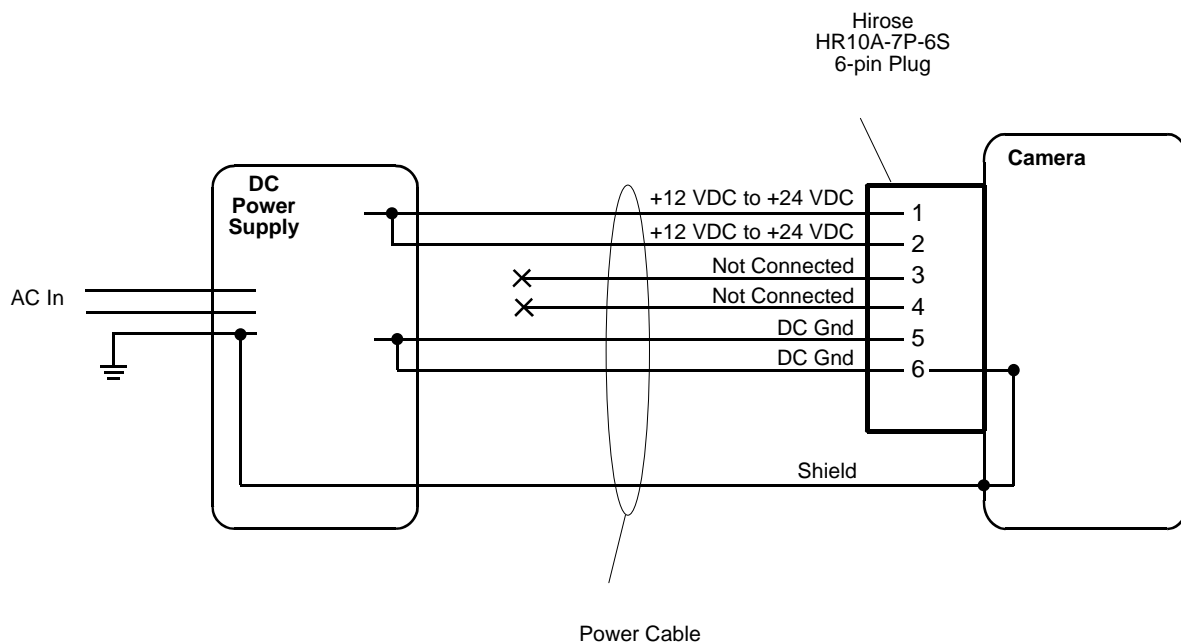 Hirose
HR10A-7P-6S
6-pin Plug
Camera
DC
Power
Supply
+12 VDC to +24 VDC
1
+12 VDC to +24 VDC
2
Not Connected
3
AC In
Not Connected
4
DC Gnd
5
DC Gnd
6
Shield
Power Cable